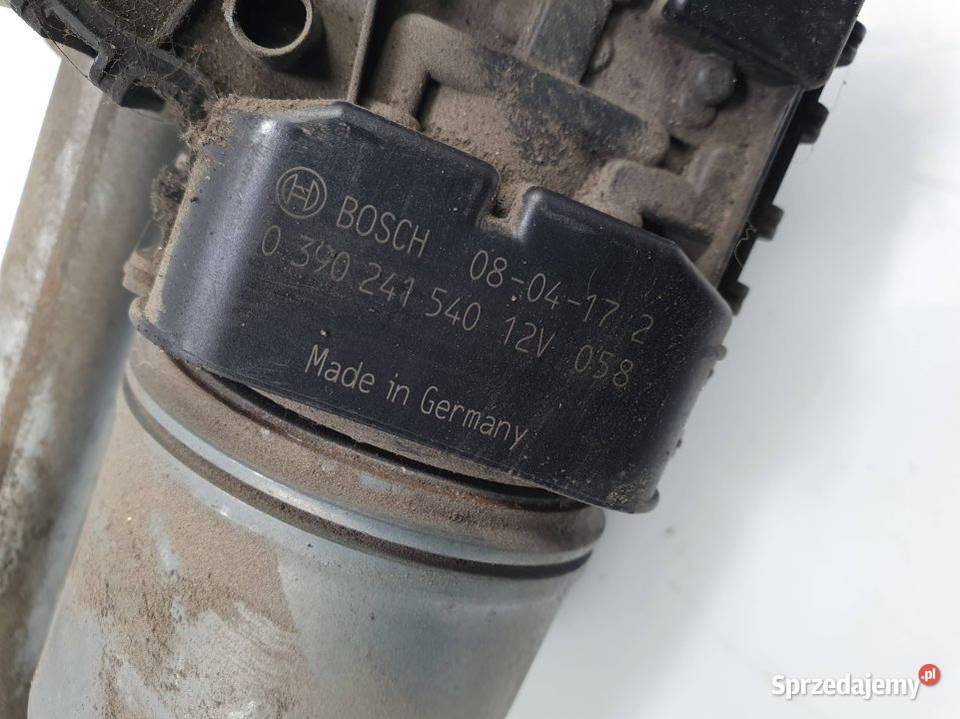 BOSCH 08-04-17 2
0 390 241 540 12V 058
Made in Germany
Sprzedajemy.pl